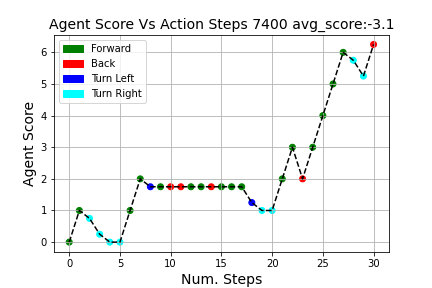 Agent Score Vs Action Steps 7400 avg_score:-3.1
Agent Score
6
5
4
3
2
1
0
Forward
Back
Turn Left
Turn Right
0 5 10 15 20 25 30
Num. Steps